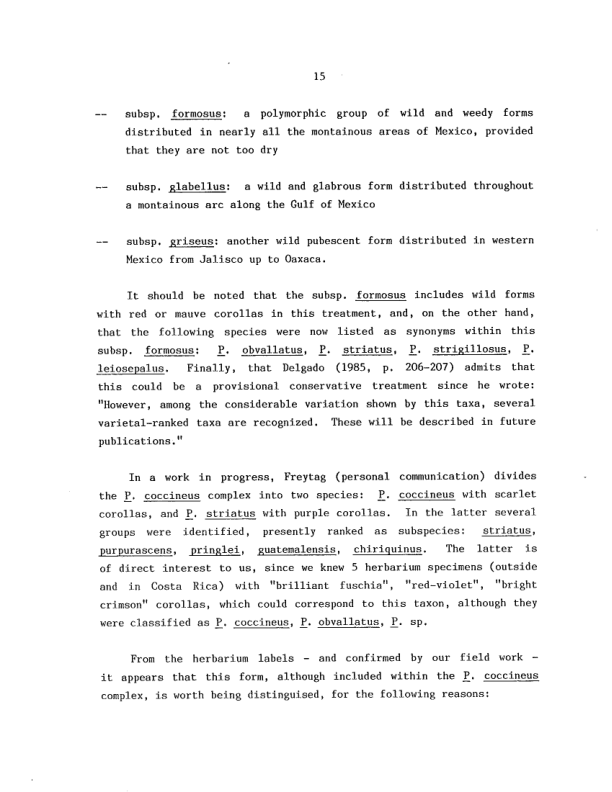 15
-- subsp. formosus: a polymorphic group of wild and weedy forms
distributed in nearly all the montainous areas of Mexico, provided
that they are not too dry
-- subsp. glabellus: a wild and glabrous form distributed throughout
a montainous arc along the Gulf of Mexico
-- subsp. griseus: another wild pubescent form distributed in western
Mexico from Jalisco up to Oaxaca.
It should be noted that the subsp. formosus includes wild forms
with red or mauve corollas in this treatment, and, on the other hand,
that the following species were now listed as synonyms within this
subsp. formosus: P. obvallatus, P. striatus, P. strigillosus, P.
leiosepalus. Finally, that Delgado (1985, p. 206-207) admits that
this could be a provisional conservative treatment since he wrote:
"However, among the considerable variation shown by this taxa, several
varietal-ranked taxa are recognized. These will be described in future
publications."
In a work in progress, Freytag (personal communication) divides
the P. coccineus complex into two species: P. coccineus with scarlet
corollas, and P. striatus with purple corollas. In the latter several
groups were identified, presently ranked as subspecies: striatus,
purpurascens, pringlei, guatemalensis, chiriquinus. The latter is
of direct interest to us, since we knew 5 herbarium specimens (outside
and in Costa Rica) with "brilliant fuschia", "red-violet", "bright
crimson" corollas, which could correspond to this taxon, although they
were classified as P. coccineus, P. obvallatus, P. sp.
From the herbarium labels - and confirmed by our field work -
it appears that this form, although included within the P. coccineus
complex, is worth being distinguised, for the following reasons: